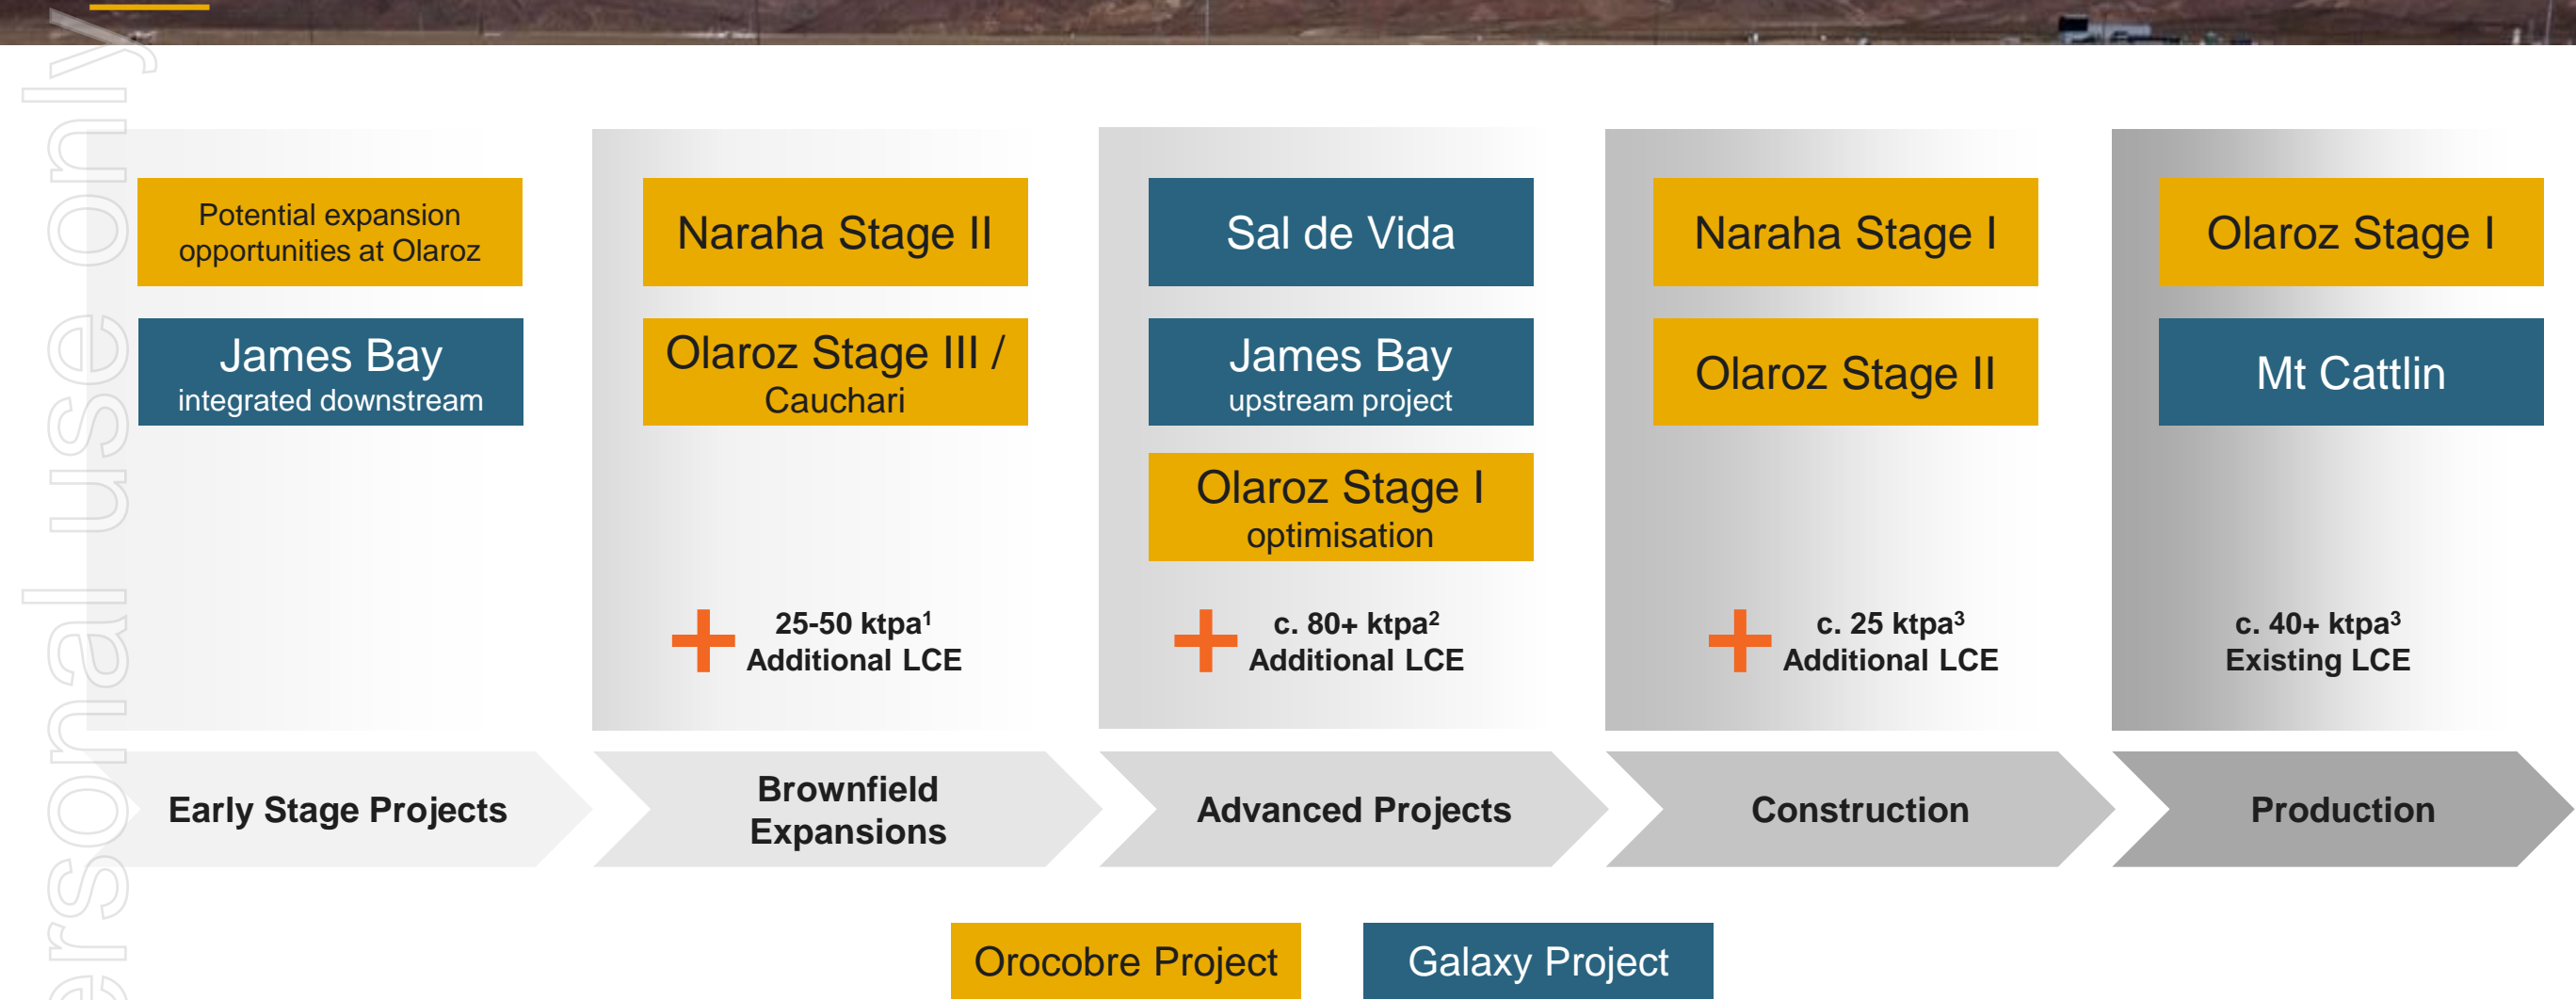 Potential expansion
opportunities at Olaroz
James Bay
integrated downstream
Naraha Stage II
Olaroz Stage III /
Cauchari
25-50 ktpa¹
Additional LCE
Sal de Vida
James Bay
upstream project
Olaroz Stage I
optimisation
c. 80+ ktpa²
Additional LCE
Naraha Stage I
Olaroz Stage II
c. 25 ktpa³
Additional LCE
Olaroz Stage I
Mt Cattlin
c. 40+ ktpa³
Existing LCE
Early Stage Projects
Brownfield
Expansions
Advanced Projects
Construction
Production
Orocobre Project
Galaxy Project
ersonal use only